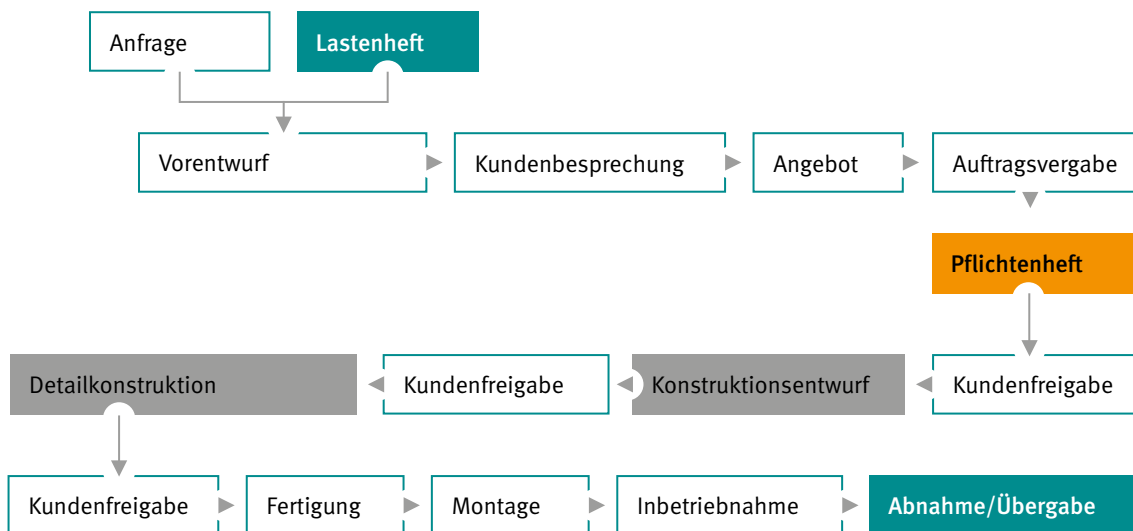 Anfrage
Lastenheft
Vorentwurf
Kundenbesprechung
Angebot
Auftragsvergabe
Pflichtenheft
Detailkonstruktion
Kundenfreigabe
Konstruktionsentwurf
Kundenfreigabe
Kundenfreigabe
Fertigung
Montage
Inbetriebnahme
Abnahme/Übergabe